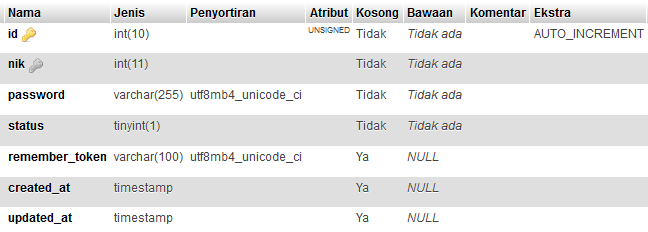 Nama Jenis Penyortiran Atribut Kosong Bawaan Komentar Ekstra
id int(10) UNSIGNED Tidak Tidak ada AUTO_INCREMENT
nik int(11) Tidak Tidak ada
password varchar(255) utf8mb4_unicode_ci Tidak Tidak ada
status tinyint(1) Tidak Tidak ada
remember_token varchar(100) utf8mb4_unicode_ci Ya NULL
created_at timestamp Ya NULL
updated_at timestamp Ya NULL